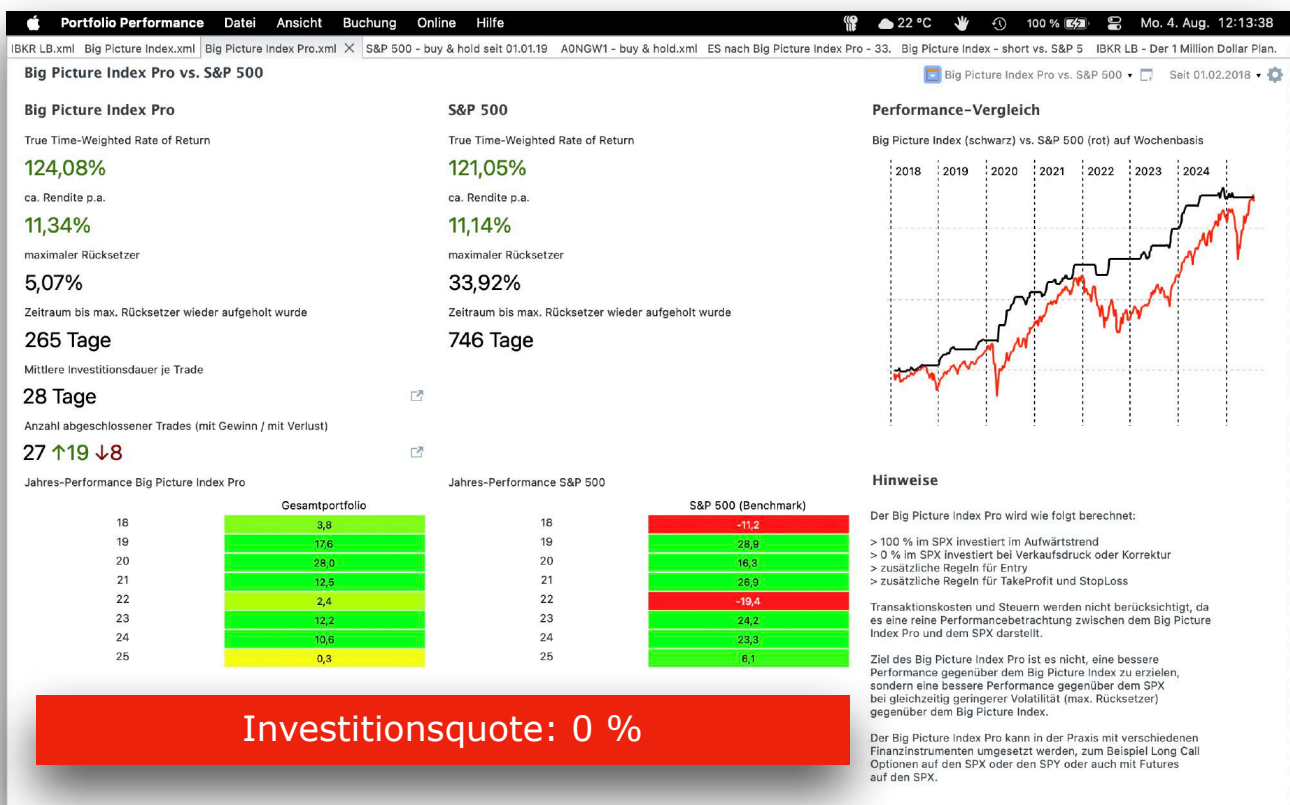 Portfolio Performance Datei Ansicht Buchung Online Hilfe 22 °C 100 % Mo. 4. Aug. 12:13:38
IBKR LB.xml Big Picture Index.xml Big Picture Index Pro.xml S&P 500 - buy & hold seit 01.01.19 A0NGW1 - buy & hold.xml ES nach Big Picture Index Pro - 33. Big Picture Index - short vs. S&P 5 IBKR LB - Der 1 Million Dollar Plan.
Big Picture Index Pro vs. S&P 500
Big Picture Index Pro vs. S&P 500 Seit 01.02.2018
Big Picture Index Pro
True Time-Weighted Rate of Return
124,08%
ca. Rendite p.a.
11,34%
maximaler Rücksetzer
5,07%
Zeitraum bis max. Rücksetzer wieder aufgeholt wurde
265 Tage
Mittlere Investitionsdauer je Trade
28 Tage
Anzahl abgeschlossener Trades (mit Gewinn / mit Verlust)
27 ↑19 ↓8
Jahres-Performance Big Picture Index Pro
Gesamtportfolio
18 3,8
19 17,6
20 28,0
21 12,5
22 2,4
23 12,2
24 10,6
25 0,3
S&P 500
True Time-Weighted Rate of Return
121,05%
ca. Rendite p.a.
11,14%
maximaler Rücksetzer
33,92%
Zeitraum bis max. Rücksetzer wieder aufgeholt wurde
746 Tage
Jahres-Performance S&P 500
S&P 500 (Benchmark)
18 -11,2
19 28,9
20 16,3
21 26,9
22 -19,4
23 24,2
24 23,3
25 6,1
Performance-Vergleich
Big Picture Index (schwarz) vs. S&P 500 (rot) auf Wochenbasis
2018 2019 2020 2021 2022 2023 2024
Hinweise
Der Big Picture Index Pro wird wie folgt berechnet:
> 100 % im SPX investiert im Aufwärtstrend
> 0 % im SPX investiert bei Verkaufsdruck oder Korrektur
> zusätzliche Regeln für Entry
> zusätzliche Regeln für TakeProfit und StopLoss
Transaktionskosten und Steuern werden nicht berücksichtigt, da
es eine reine Performancebetrachtung zwischen dem Big Picture
Index Pro und dem SPX darstellt.
Ziel des Big Picture Index Pro ist es nicht, eine bessere
Performance gegenüber dem Big Picture Index zu erzielen,
sondern eine bessere Performance gegenüber dem SPX
bei gleichzeitig geringerer Volatilität (max. Rücksetzer)
gegenüber dem Big Picture Index.
Der Big Picture Index Pro kann in der Praxis mit verschiedenen
Finanzinstrumenten umgesetzt werden, zum Beispiel Long Call
Optionen auf den SPX oder den SPY oder auch mit Futures
auf den SPX.
Investitionsquote: 0 %